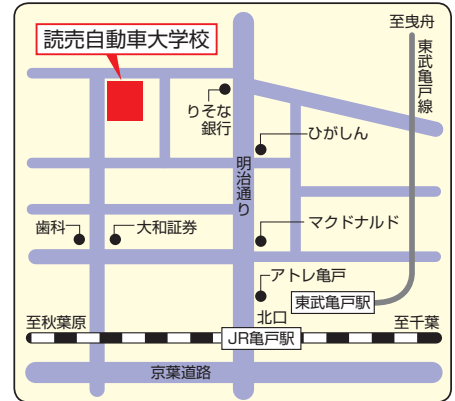 読売自動車大学校
至曳舟
東武亀戸線
りそな
銀行
ひがしん
明治通り
歯科
大和証券
マクドナルド
アトレ亀戸
東武亀戸駅
北口
至秋葉原
至千葉
JR亀戸駅
京葉道路